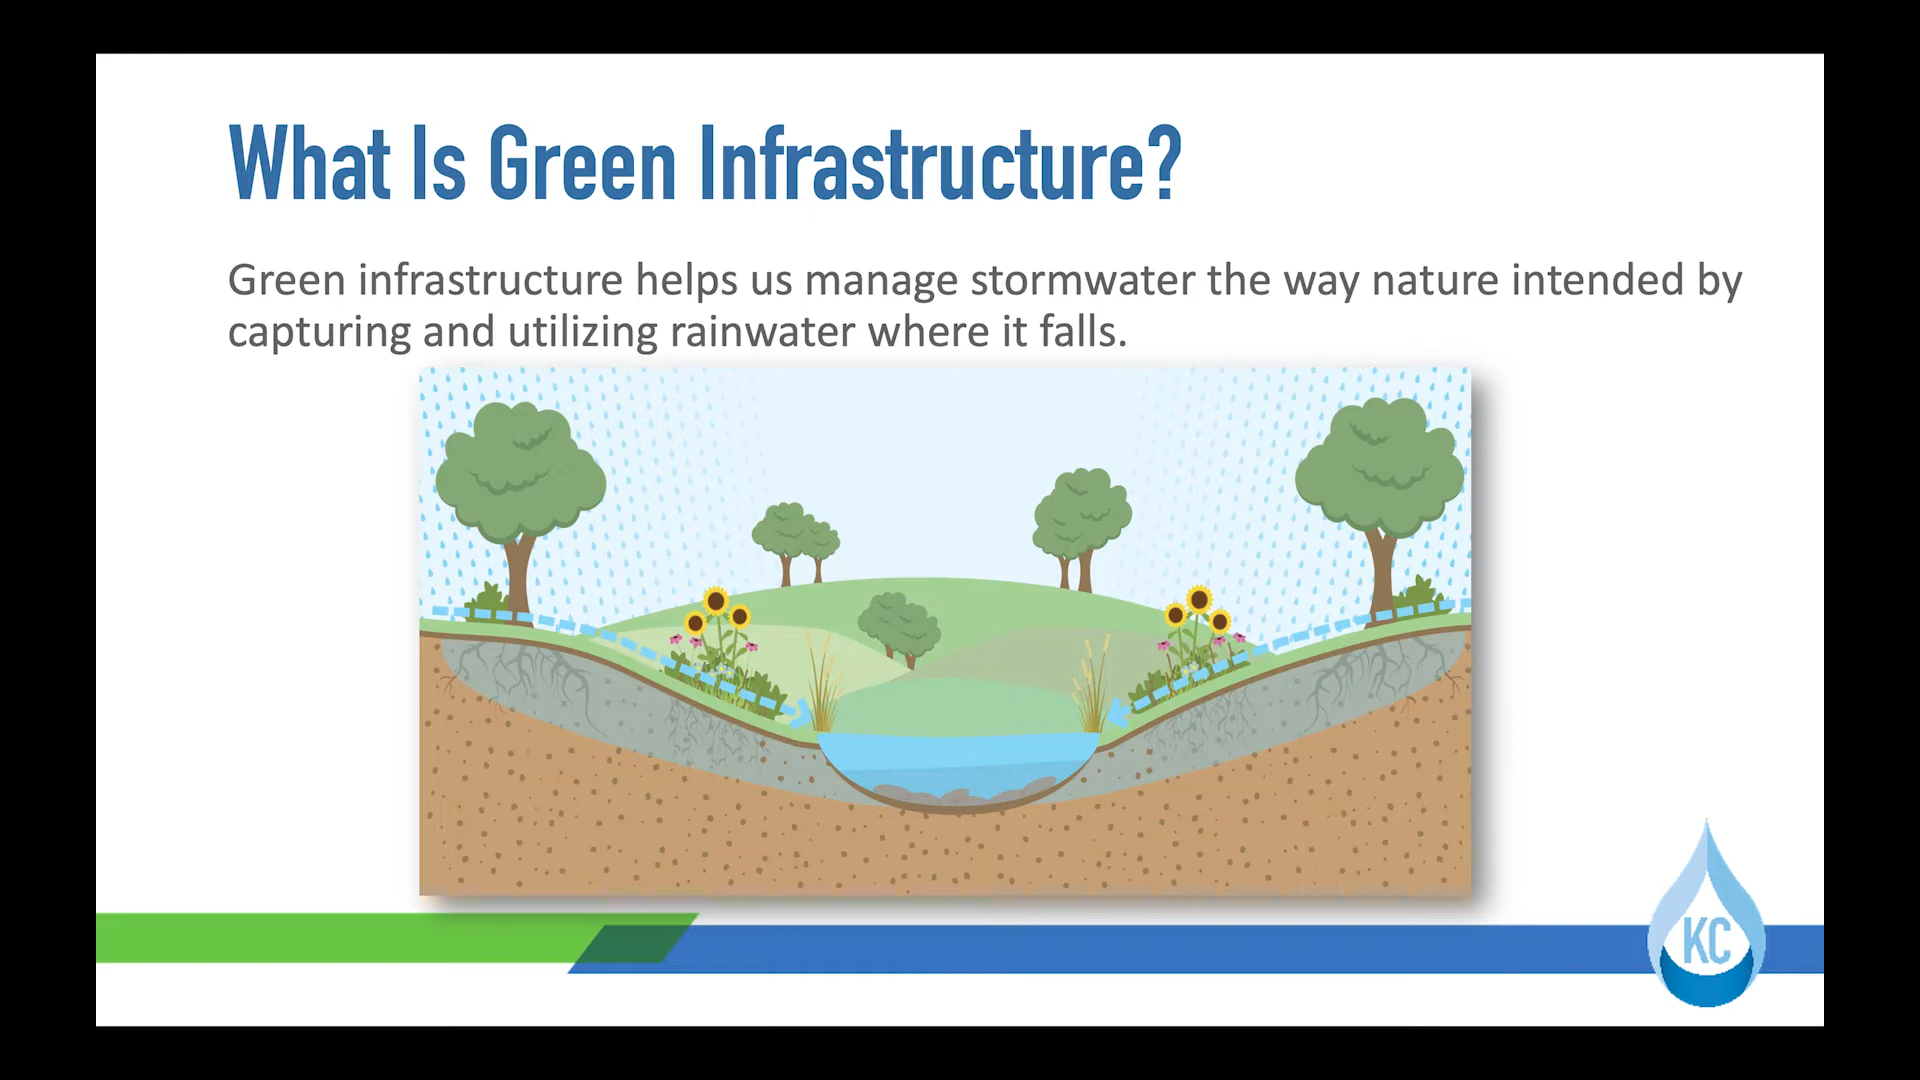 What Is Green Infrastructure?
Green infrastructure helps us manage stormwater the way nature intended by
capturing and utilizing rainwater where it falls.
KC